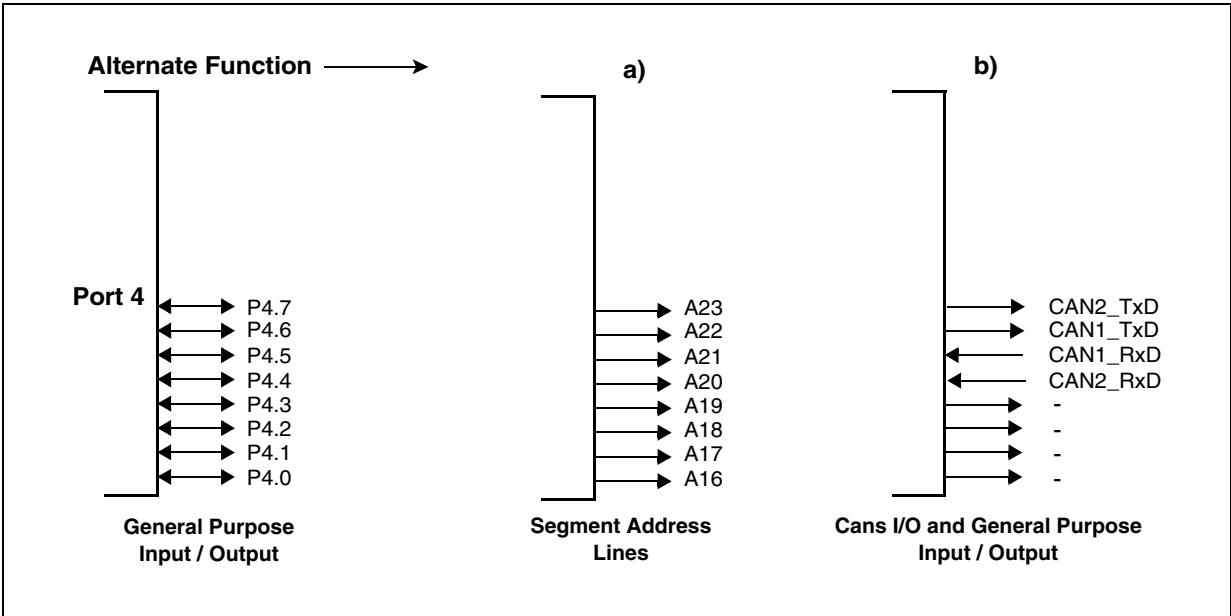 Alternate Function
a)
b)
Port 4
P4.7
P4.6
P4.5
P4.4
P4.3
P4.2
P4.1
P4.0
General Purpose
Input / Output
A23
A22
A21
A20
A19
A18
A17
A16
Segment Address
Lines
CAN2_TxD
CAN1_TxD
CAN1_RxD
CAN2_RxD
-
-
-
-
Cans I/O and General Purpose
Input / Output